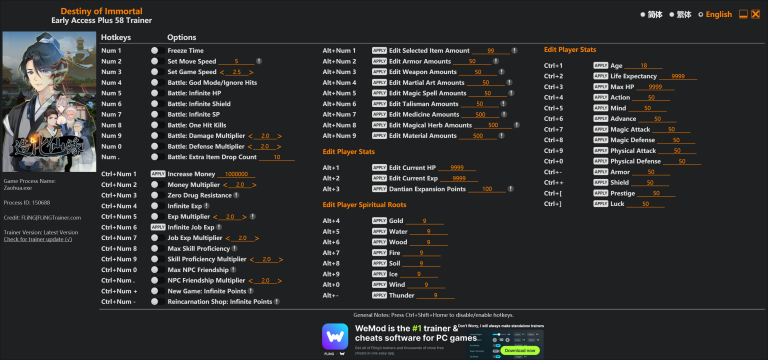 Destiny of Immortal
Early Access Plus 58 Trainer
简体
繁体
English
Hotkeys Options
Num 1 Freeze Time
Num 2 Set Move Speed 5
Num 3 Set Game Speed < 2.5 >
Num 4 Battle: God Mode/Ignore Hits
Num 5 Battle: Infinite HP
Num 6 Battle: Infinite Shield
Num 7 Battle: Infinite SP
Num 8 Battle: One Hit Kills
Num 9 Battle: Damage Multiplier < 2.0 >
Num 0 Battle: Defense Multiplier < 2.0 >
Num . Battle: Extra Item Drop Count 10
Ctrl+Num 1 APPLY Increase Money 1000000
Ctrl+Num 2 Money Multiplier < 2.0 >
Ctrl+Num 3 Zero Drug Resistance !
Ctrl+Num 4 Infinite Exp !
Ctrl+Num 5 Exp Multiplier < 2.0 > !
Ctrl+Num 6 APPLY Infinite Job Exp !
Ctrl+Num 7 Job Exp Multiplier < 2.0 >
Ctrl+Num 8 Max Skill Proficiency !
Ctrl+Num 9 Skill Proficiency Multiplier < 2.0 >
Ctrl+Num 0 Max NPC Friendship !
Ctrl+Num . NPC Friendship Multiplier < 2.0 >
Ctrl+Num + New Game: Infinite Points !
Ctrl+Num - Reincarnation Shop: Infinite Points !
Alt+Num 1 APPLY Edit Selected Item Amount 99 !
Alt+Num 2 APPLY Edit Armor Amounts 50 !
Alt+Num 3 APPLY Edit Weapon Amounts 50 !
Alt+Num 4 APPLY Edit Martial Art Amounts 50 !
Alt+Num 5 APPLY Edit Magic Spell Amounts 50 !
Alt+Num 6 APPLY Edit Talisman Amounts 50 !
Alt+Num 7 APPLY Edit Medicine Amounts 500 !
Alt+Num 8 APPLY Edit Magical Herb Amounts 500 !
Alt+Num 9 APPLY Edit Material Amounts 500 !
Edit Player Stats
Alt+1 APPLY Edit Current HP 9999
Alt+2 APPLY Edit Current Exp 9999
Alt+3 APPLY Dantian Expansion Points 100 !
Edit Player Spiritual Roots
Alt+4 APPLY Gold 9
Alt+5 APPLY Water 9
Alt+6 APPLY Wood 9
Alt+7 APPLY Fire 9
Alt+8 APPLY Soil 9
Alt+9 APPLY Ice 9
Alt+0 APPLY Wind 9
Alt+- APPLY Thunder 9
Edit Player Stats
Ctrl+1 APPLY Age 18
Ctrl+2 APPLY Life Expectancy 9999
Ctrl+3 APPLY Max HP 9999
Ctrl+4 APPLY Action 50
Ctrl+5 APPLY Mind 50
Ctrl+6 APPLY Advance 50
Ctrl+7 APPLY Magic Attack 50
Ctrl+8 APPLY Magic Defense 50
Ctrl+9 APPLY Physical Attack 50
Ctrl+0 APPLY Physical Defense 50
Ctrl+- APPLY Armor 50
Ctrl++ APPLY Shield 50
Ctrl+[ APPLY Prestige 50
Ctrl+] APPLY Luck 50
Game Process Name:
Zaohua.exe
Process ID: 150688
Credit: FLiNG|FLiNGTrainer.com
Trainer Version: Latest Version
Check for trainer update (√)
General Notes: Press Ctrl+Shift+Home to disable/enable hotkeys.
FLiNG
WeMod is the #1 trainer &
cheats software for PC games
Don't Worry, I will always make standalone trainers
Download now